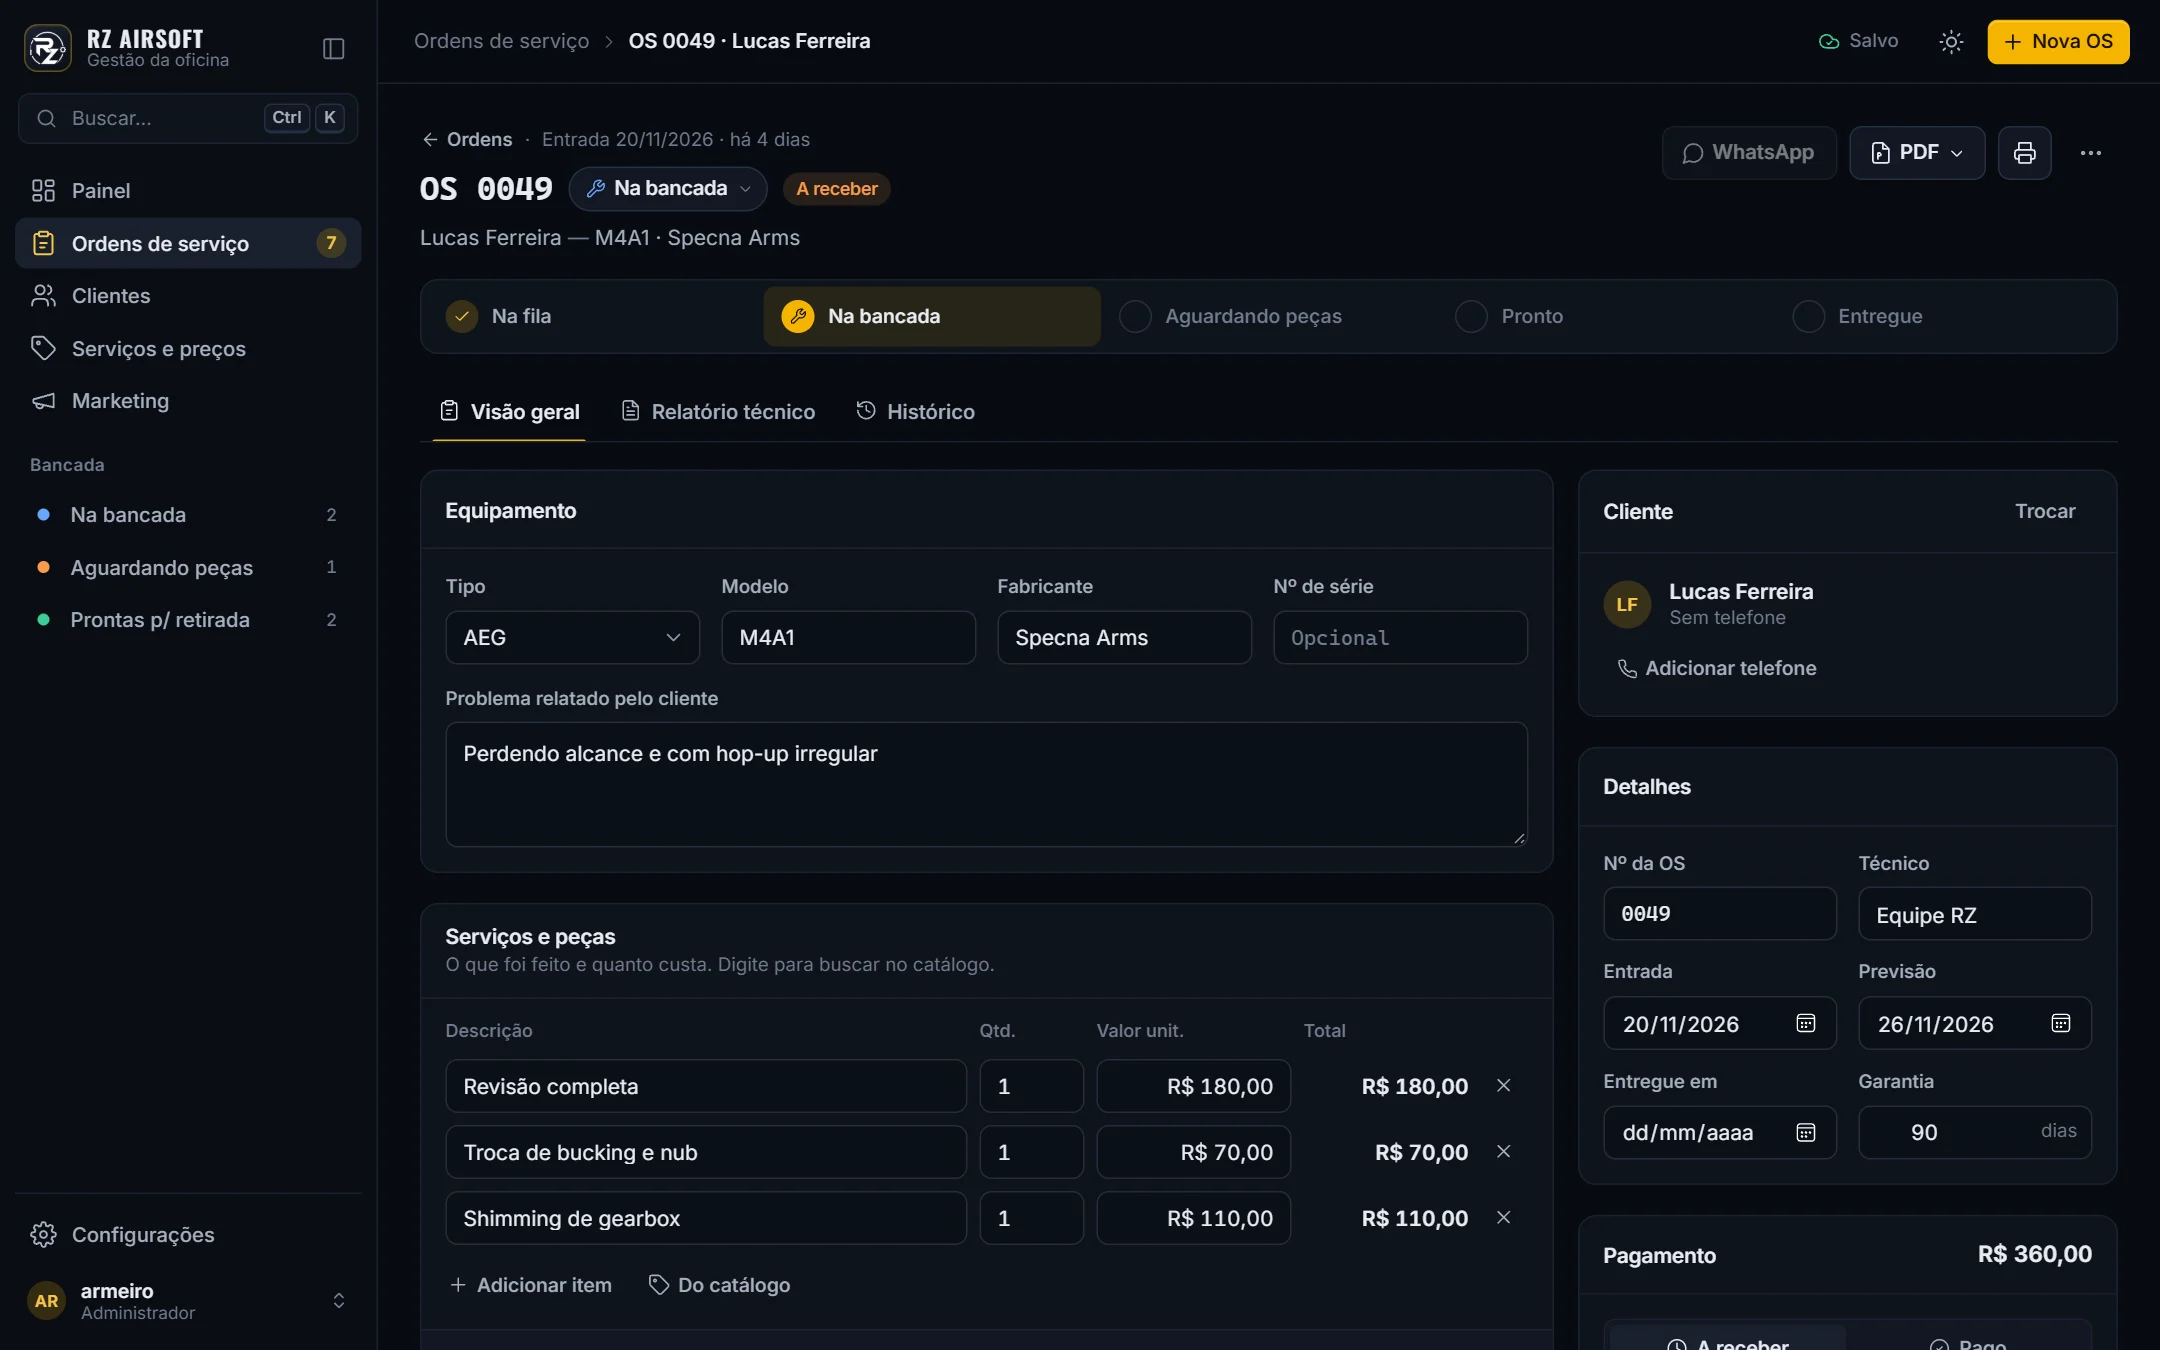 RZ AIRSOFT
Gestão da oficina
Buscar... Ctrl K
Painel
Ordens de serviço 7
Clientes
Serviços e preços
Marketing
Bancada
Na bancada 2
Aguardando peças 1
Prontas p/ retirada 2
Configurações
AR armeiro
Administrador
Ordens de serviço > OS 0049 · Lucas Ferreira
Salvo
+ Nova OS
← Ordens · Entrada 20/11/2026 · há 4 dias
OS 0049 Na bancada A receber
Lucas Ferreira — M4A1 · Specna Arms
WhatsApp PDF
Na fila Na bancada Aguardando peças Pronto Entregue
Visão geral Relatório técnico Histórico
Equipamento
Tipo Modelo Fabricante Nº de série
AEG M4A1 Specna Arms Opcional
Problema relatado pelo cliente
Perdendo alcance e com hop-up irregular
Serviços e peças
O que foi feito e quanto custa. Digite para buscar no catálogo.
Descrição Qtd. Valor unit. Total
Revisão completa 1 R$ 180,00 R$ 180,00
Troca de bucking e nub 1 R$ 70,00 R$ 70,00
Shimming de gearbox 1 R$ 110,00 R$ 110,00
+ Adicionar item Do catálogo
Cliente Trocar
LF Lucas Ferreira
Sem telefone
Adicionar telefone
Detalhes
Nº da OS Técnico
0049 Equipe RZ
Entrada Previsão
20/11/2026 26/11/2026
Entregue em Garantia
dd/mm/aaaa 90 dias
Pagamento R$ 360,00
A receber Pago